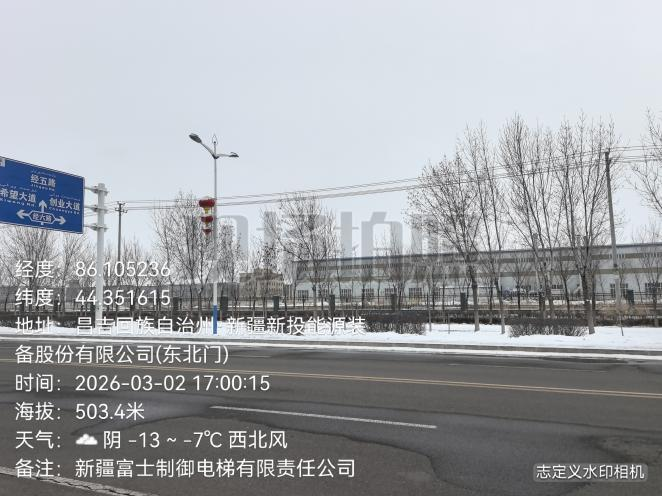 经五路
希望大道 创业大道
经六路
经度：86.105236
纬度：44.351615
地址：昌吉回族自治州·新疆新投能源装
备股份有限公司(东北门)
时间：2026-03-02 17:00:15
海拔：503.4米
天气：阴 -13 ~ -7℃ 西北风
备注：新疆富士制御电梯有限责任公司
志定义水印相机